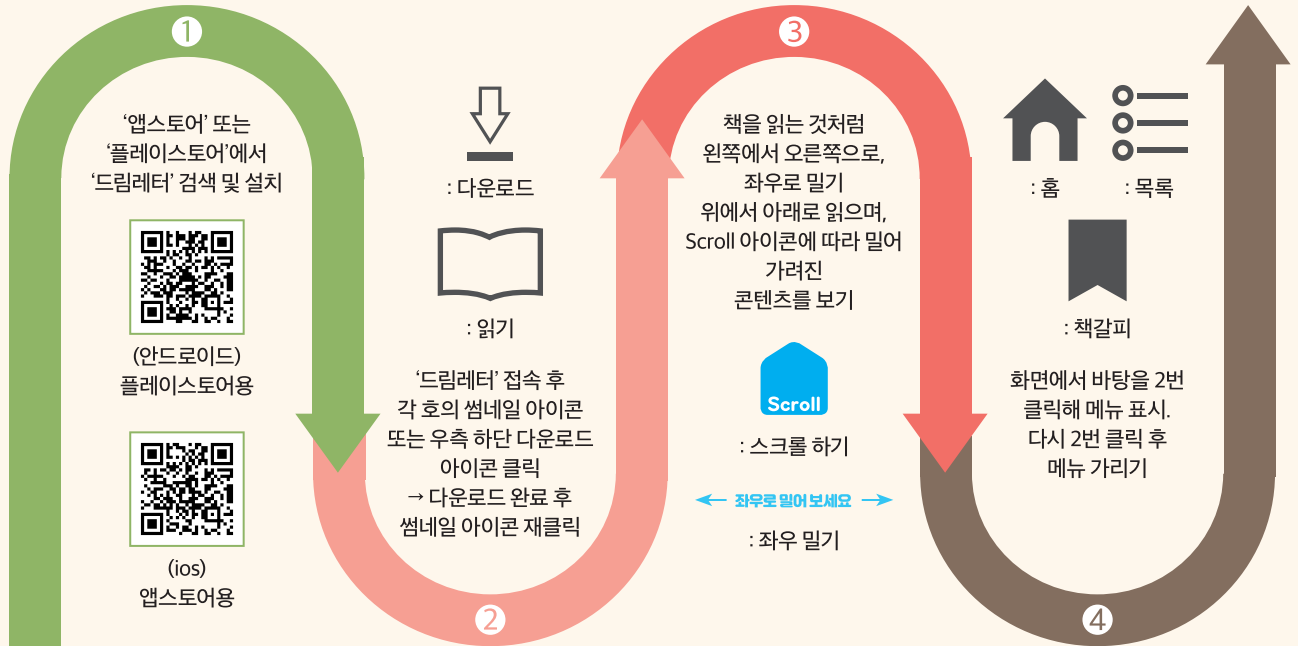 1
‘앱스토어’ 또는
‘플레이스토어’에서
‘드림레터’ 검색 및 설치
(안드로이드)
플레이스토어용
(ios)
앱스토어용
: 다운로드
: 읽기
‘드림레터’ 접속 후
각 호의 썸네일 아이콘
또는 우측 하단 다운로드
아이콘 클릭
→ 다운로드 완료 후
썸네일 아이콘 재클릭
2
3
책을 읽는 것처럼
왼쪽에서 오른쪽으로,
좌우로 밀기
위에서 아래로 읽으며,
Scroll 아이콘에 따라 밀어
가려진
콘텐츠를 보기
Scroll
: 스크롤 하기
좌우로 밀어 보세요
: 좌우 밀기
: 홈
: 목록
: 책갈피
화면에서 바탕을 2번
클릭해 메뉴 표시.
다시 2번 클릭 후
메뉴 가리기
4